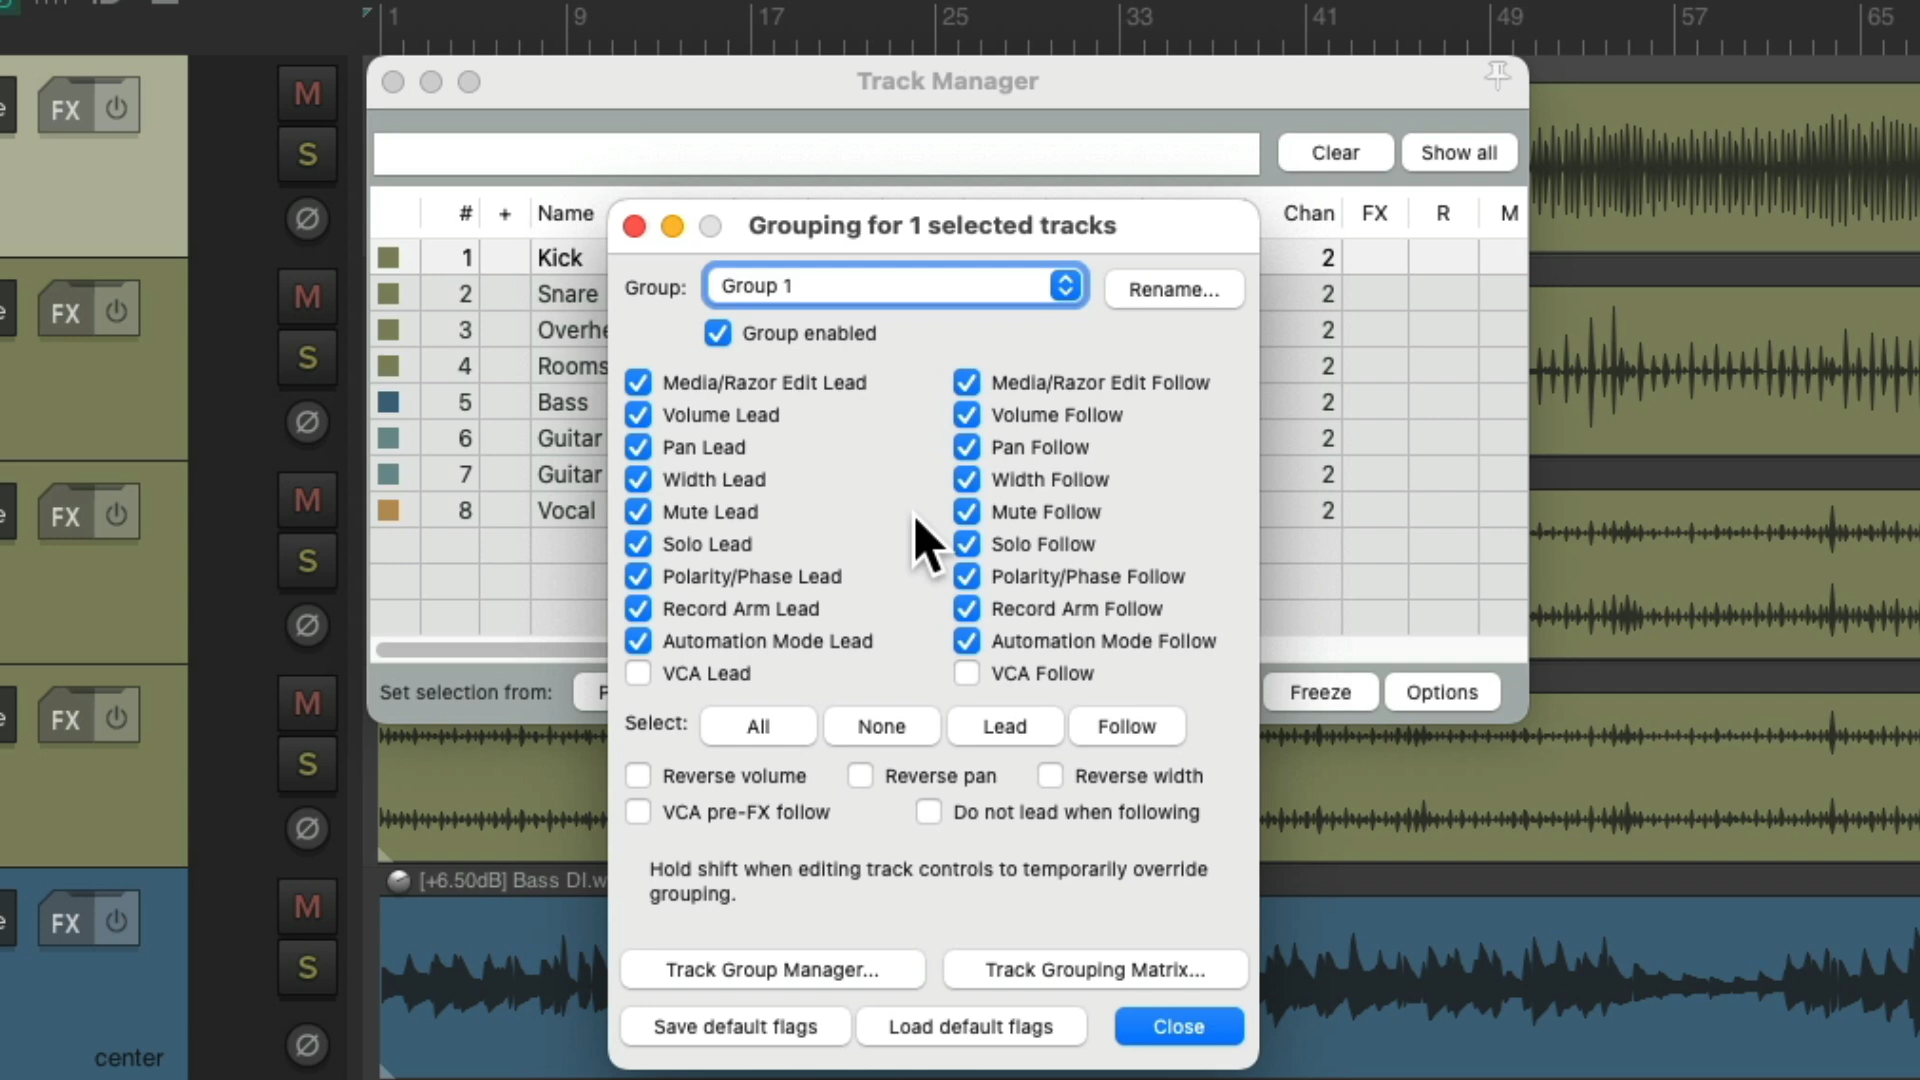 1 9 17 25 33 41 49 57 65
Track Manager
Clear Show all
# + Name Chan FX R M
1 Kick 2
2 Snare 2
3 Overhe 2
4 Rooms 2
5 Bass 2
6 Guitar 2
7 Guitar 2
8 Vocal 2
Set selection from: Freeze Options
Grouping for 1 selected tracks
Group: Group 1 Rename...
Group enabled
Media/Razor Edit Lead Media/Razor Edit Follow
Volume Lead Volume Follow
Pan Lead Pan Follow
Width Lead Width Follow
Mute Lead Mute Follow
Solo Lead Solo Follow
Polarity/Phase Lead Polarity/Phase Follow
Record Arm Lead Record Arm Follow
Automation Mode Lead Automation Mode Follow
VCA Lead VCA Follow
Select: All None Lead Follow
Reverse volume Reverse pan Reverse width
VCA pre-FX follow Do not lead when following
Hold shift when editing track controls to temporarily override
grouping.
Track Group Manager... Track Grouping Matrix...
Save default flags Load default flags Close
e FX M
S
e FX M
S
e FX M
S
e FX M
S
[+6.50dB] Bass DI.w
e FX M
S
center